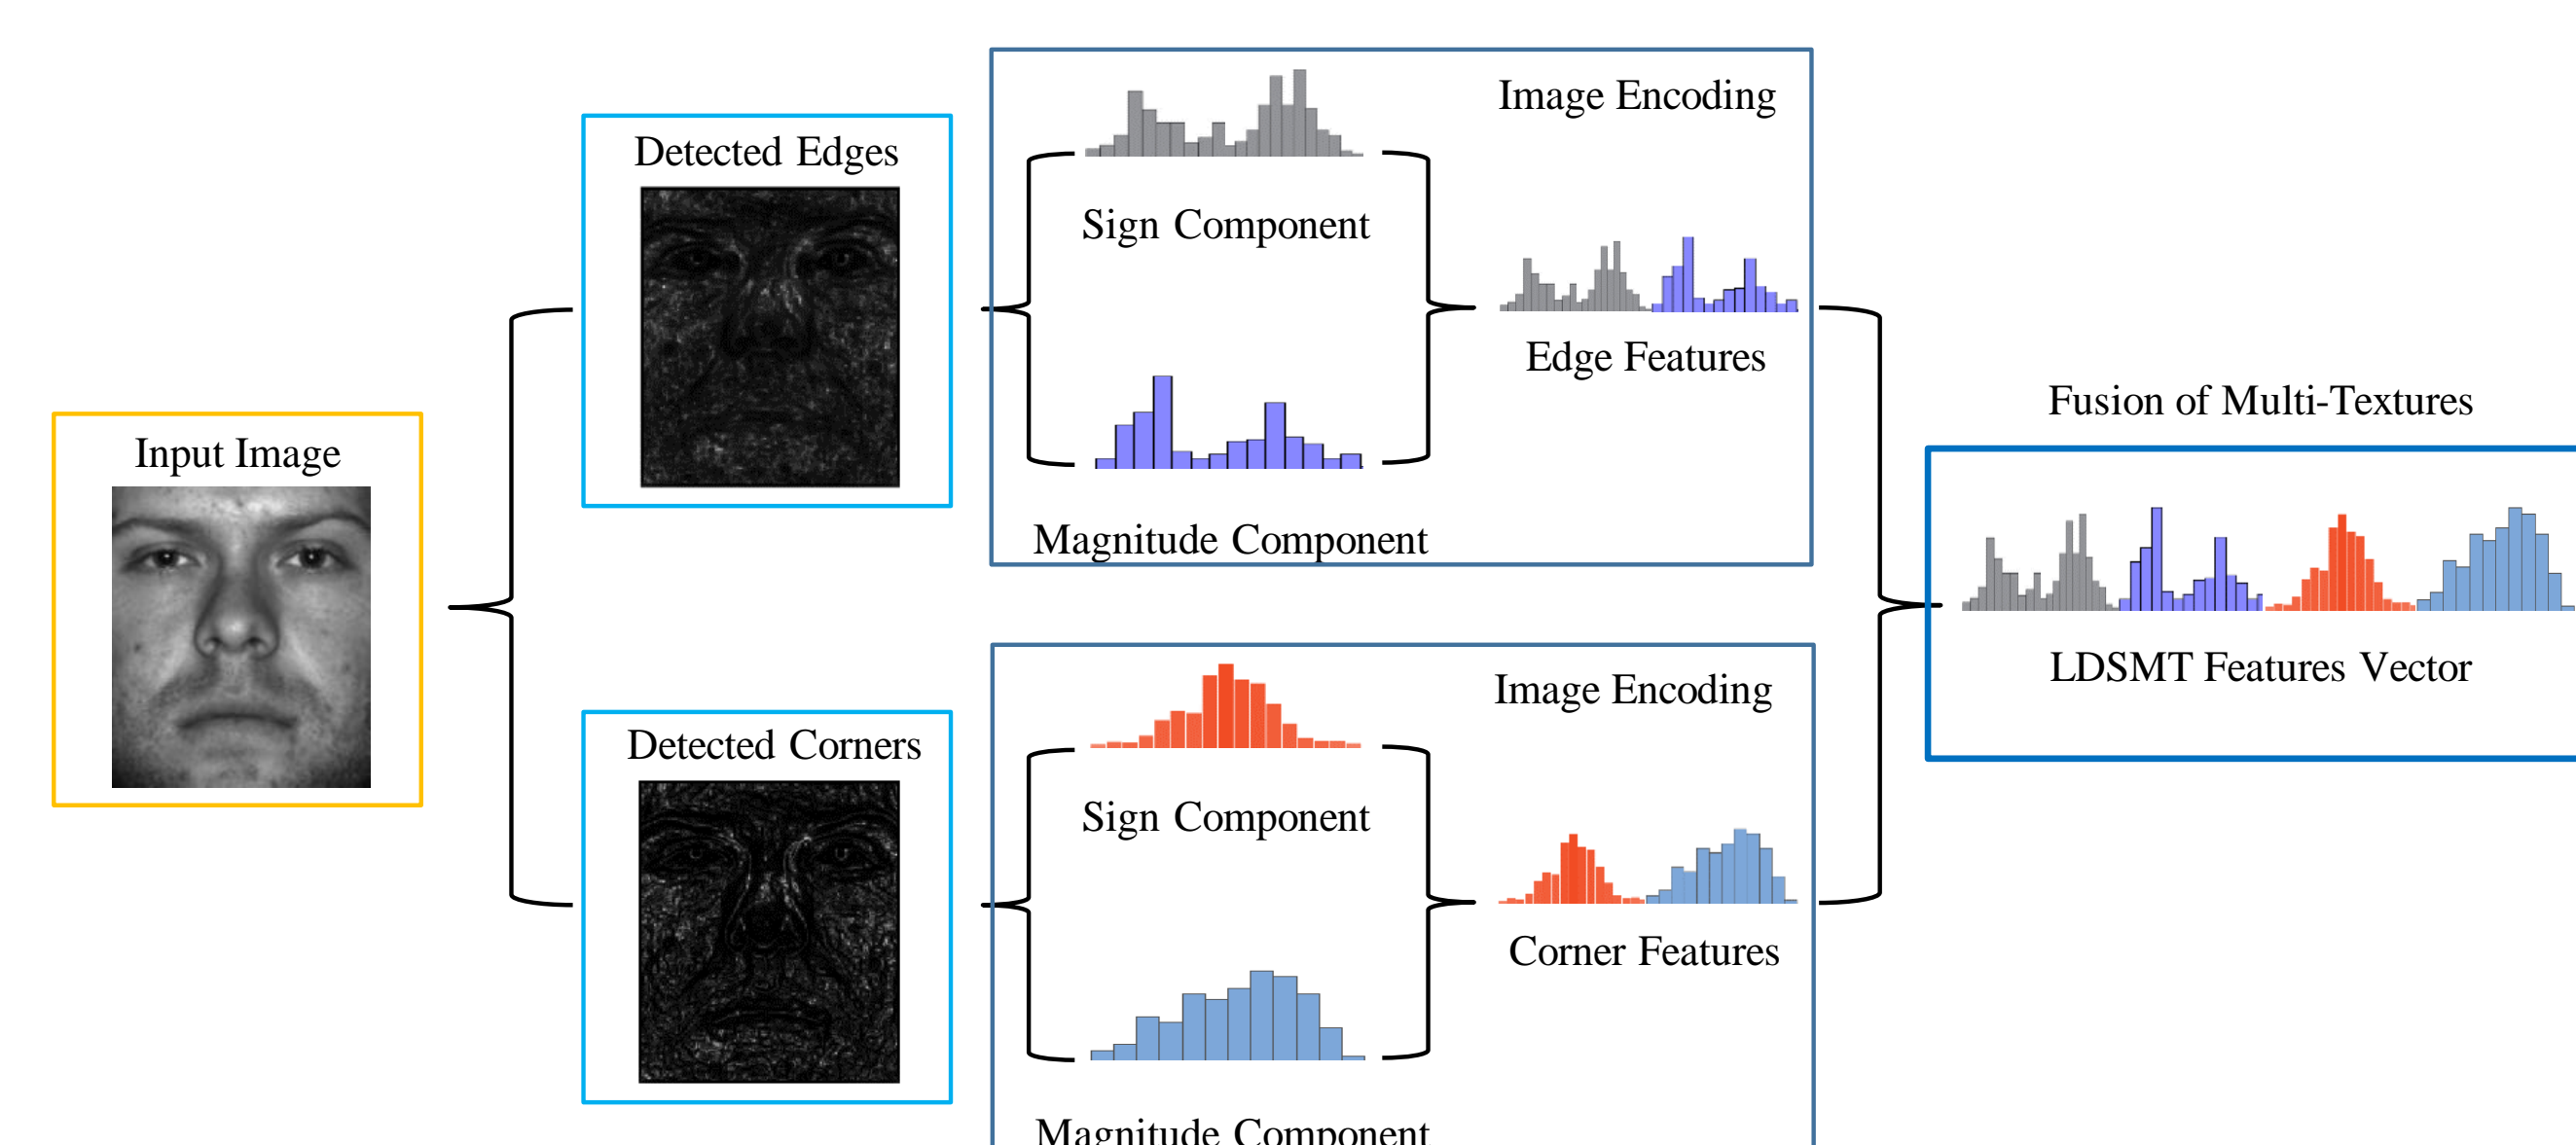 Input Image
Detected Edges
Image Encoding
Sign Component
Edge Features
Magnitude Component
Detected Corners
Image Encoding
Sign Component
Corner Features
Magnitude Component
Fusion of Multi-Textures
LDSMT Features Vector